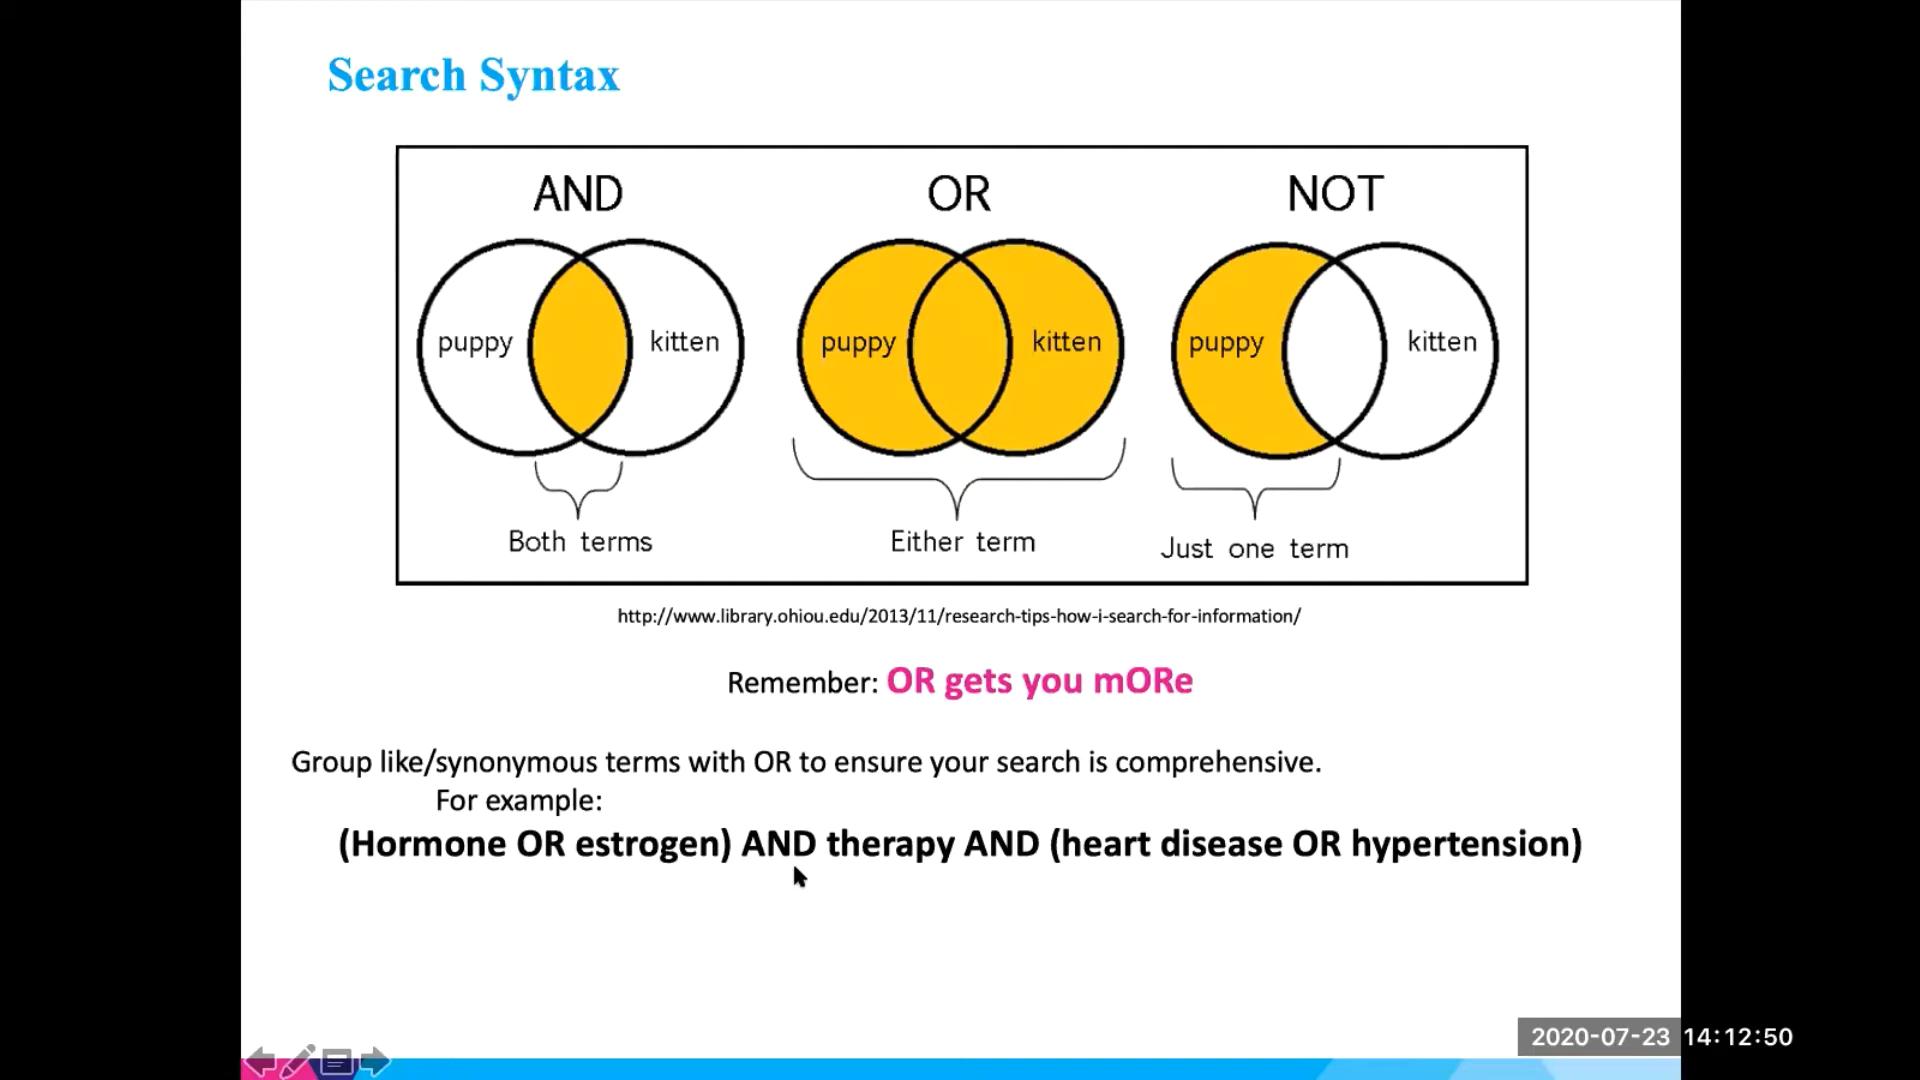 Search Syntax
AND OR NOT
puppy kitten puppy kitten puppy kitten
Both terms Either term Just one term
http://www.library.ohiou.edu/2013/11/research-tips-how-i-search-for-information/
Remember: OR gets you mORe
Group like/synonymous terms with OR to ensure your search is comprehensive.
For example:
(Hormone OR estrogen) AND therapy AND (heart disease OR hypertension)
2020-07-23 14:12:50